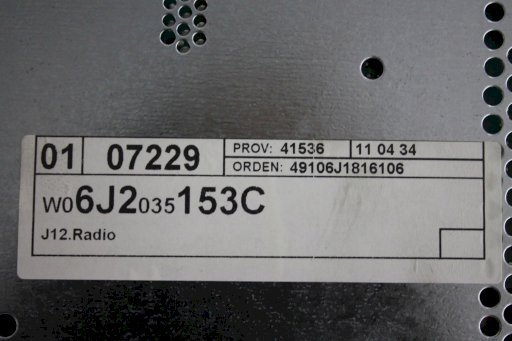 01 07229 PROV: 41536 11 04 34
ORDEN: 49106J1816106
W06J2035153C
J12.Radio